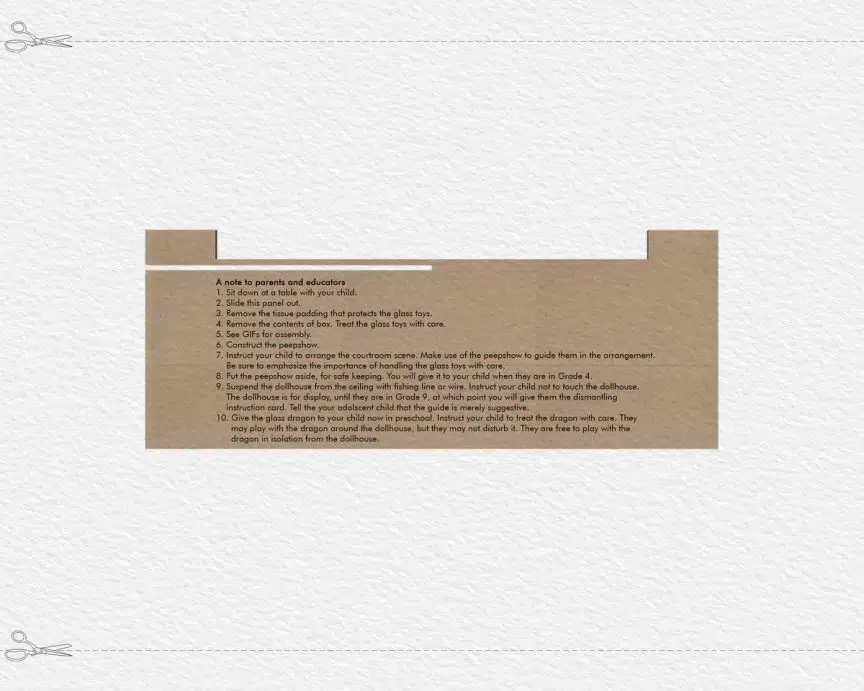 A note to parents and educators
1. Sit down at a table with your child.
2. Slide this panel out.
3. Remove the tissue padding that protects the glass toys.
4. Remove the contents of box. Treat the glass toys with care.
5. See GIFs for assembly.
6. Construct the peepshow.
7. Instruct your child to arrange the courtroom scene. Make use of the peepshow to guide them in the arrangement.
Be sure to emphasize the importance of handling the glass toys with care.
8. Put the peepshow aside, for safe keeping. You will give it to your child when they are in Grade 4.
9. Suspend the dollhouse from the ceiling with fishing line or wire. Instruct your child not to touch the dollhouse.
The dollhouse is for display, until they are in Grade 9, at which point you will give them the dismantling
instruction card. Tell the your adolscent child that the guide is merely suggestive.
10. Give the glass dragon to your child now in preschool. Instruct your child to treat the dragon with care. They
may play with the dragon around the dollhouse, but they may not disturb it. They are free to play with the
dragon in isolation from the dollhouse.